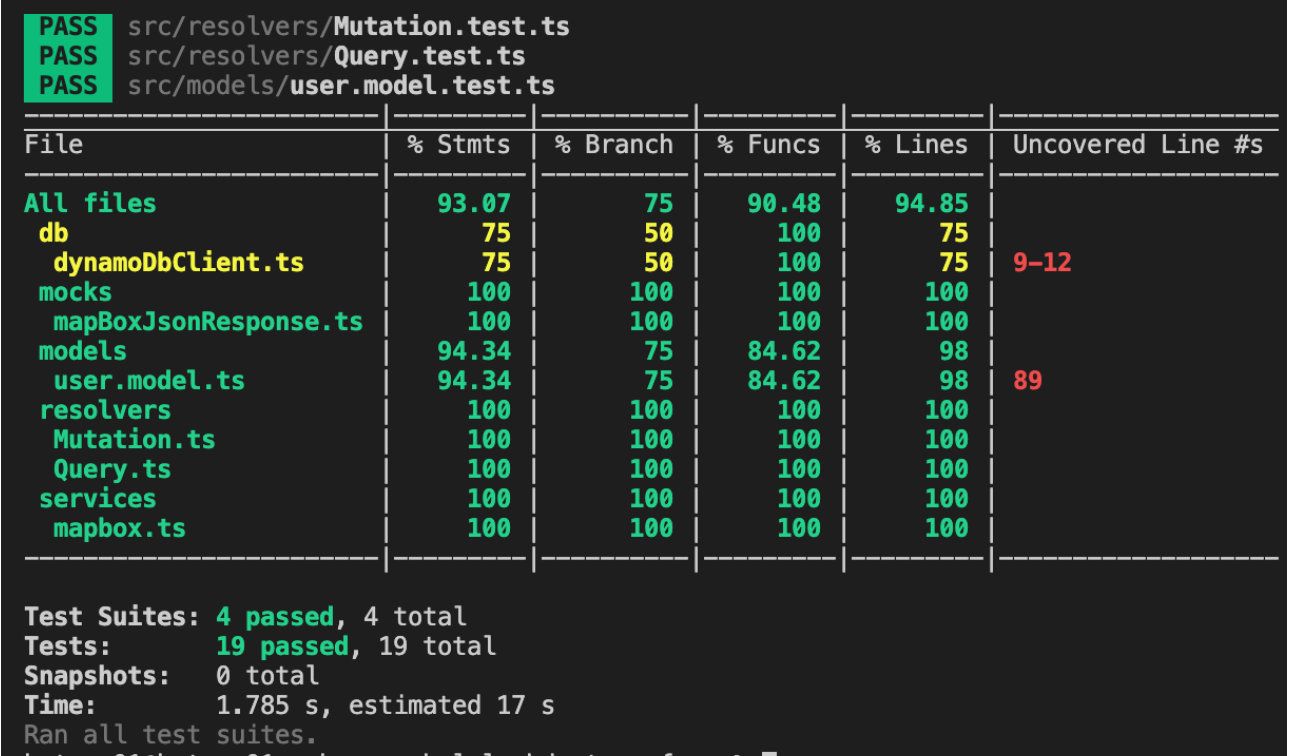 PASS src/resolvers/Mutation.test.ts
PASS src/resolvers/Query.test.ts
PASS src/models/user.model.test.ts
File | % Stmts | % Branch | % Funcs | % Lines | Uncovered Line #s
All files | 93.07 | 75 | 90.48 | 94.85 |
db | 75 | 50 | 100 | 75 |
dynamoDbClient.ts | 75 | 50 | 100 | 75 | 9-12
mocks | 100 | 100 | 100 | 100 |
mapBoxJsonResponse.ts | 100 | 100 | 100 | 100 |
models | 94.34 | 75 | 84.62 | 98 |
user.model.ts | 94.34 | 75 | 84.62 | 98 | 89
resolvers | 100 | 100 | 100 | 100 |
Mutation.ts | 100 | 100 | 100 | 100 |
Query.ts | 100 | 100 | 100 | 100 |
services | 100 | 100 | 100 | 100 |
mapbox.ts | 100 | 100 | 100 | 100 |
Test Suites: 4 passed, 4 total
Tests: 19 passed, 19 total
Snapshots: 0 total
Time: 1.785 s, estimated 17 s
Ran all test suites.